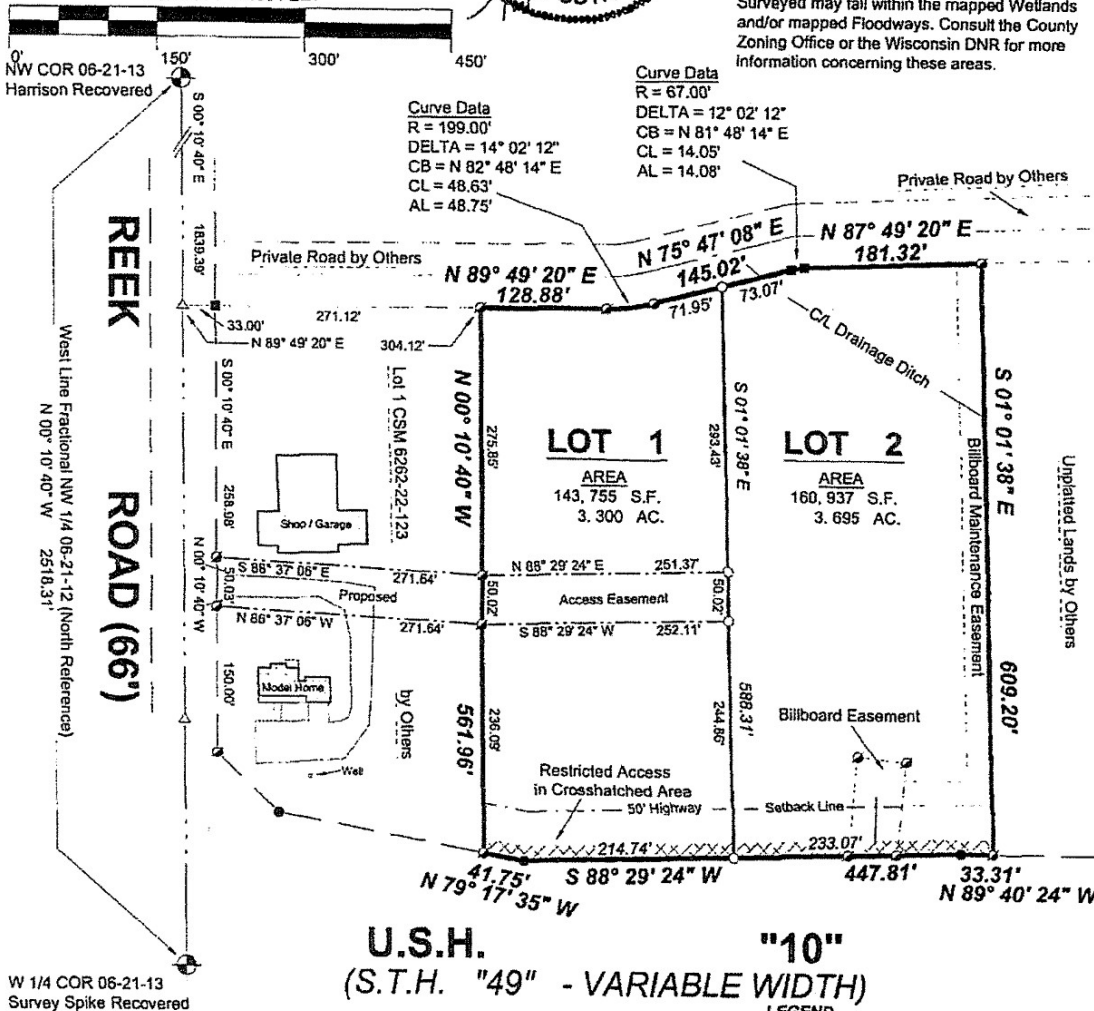 Surveyed may fall within the mapped Wetlands
and/or mapped Floodways. Consult the County
Zoning Office or the Wisconsin DNR for more
information concerning these areas.
0' 150' 300' 450'
NW COR 06-21-13
Harrison Recovered
Curve Data
R = 199.00'
DELTA = 14° 02' 12"
CB = N 82° 48' 14" E
CL = 48.63'
AL = 48.75'
Curve Data
R = 67.00'
DELTA = 12° 02' 12"
CB = N 81° 48' 14" E
CL = 14.05'
AL = 14.08'
Private Road by Others
S 00° 10' 40" E
1839.39'
REEK ROAD (66')
Private Road by Others
N 89° 49' 20" E
128.88'
N 75° 47' 08" E
145.02'
N 87° 49' 20" E
181.32'
71.95'
73.07'
C/L Drainage Ditch
33.00'
271.12'
N 89° 49' 20" E
304.12'
West Line Fractional NW 1/4 06-21-12 (North Reference)
N 00° 10' 40" W 2518.31'
S 00° 10' 40" E
258.98'
Lot 1 CSM 6262-22-123
by Others
N 00° 10' 40" W
561.96'
275.85'
LOT 1
AREA
143,755 S.F.
3.300 AC.
S 01° 01' 38" E
293.43'
LOT 2
AREA
160,937 S.F.
3.695 AC.
Billboard Maintenance Easement
S 01° 01' 38" E
609.20'
Unplatted Lands by Others
Shop / Garage
S 86° 37' 06" E
271.64'
N 88° 29' 24" E
251.37'
N 00° 10' 40" W
50.03'
Proposed
50.02'
Access Easement
50.02'
N 86° 37' 06" W
271.64'
S 88° 29' 24" W
252.11'
150.00'
Model Home
Well
236.09'
588.31'
244.86'
Billboard Easement
Restricted Access
in Crosshatched Area
50' Highway Setback Line
214.74'
233.07'
41.75'
N 79° 17' 35" W
S 88° 29' 24" W
447.81'
33.31'
N 89° 40' 24" W
U.S.H. "10"
(S.T.H. "49" - VARIABLE WIDTH)
W 1/4 COR 06-21-13
Survey Spike Recovered
LEGEND